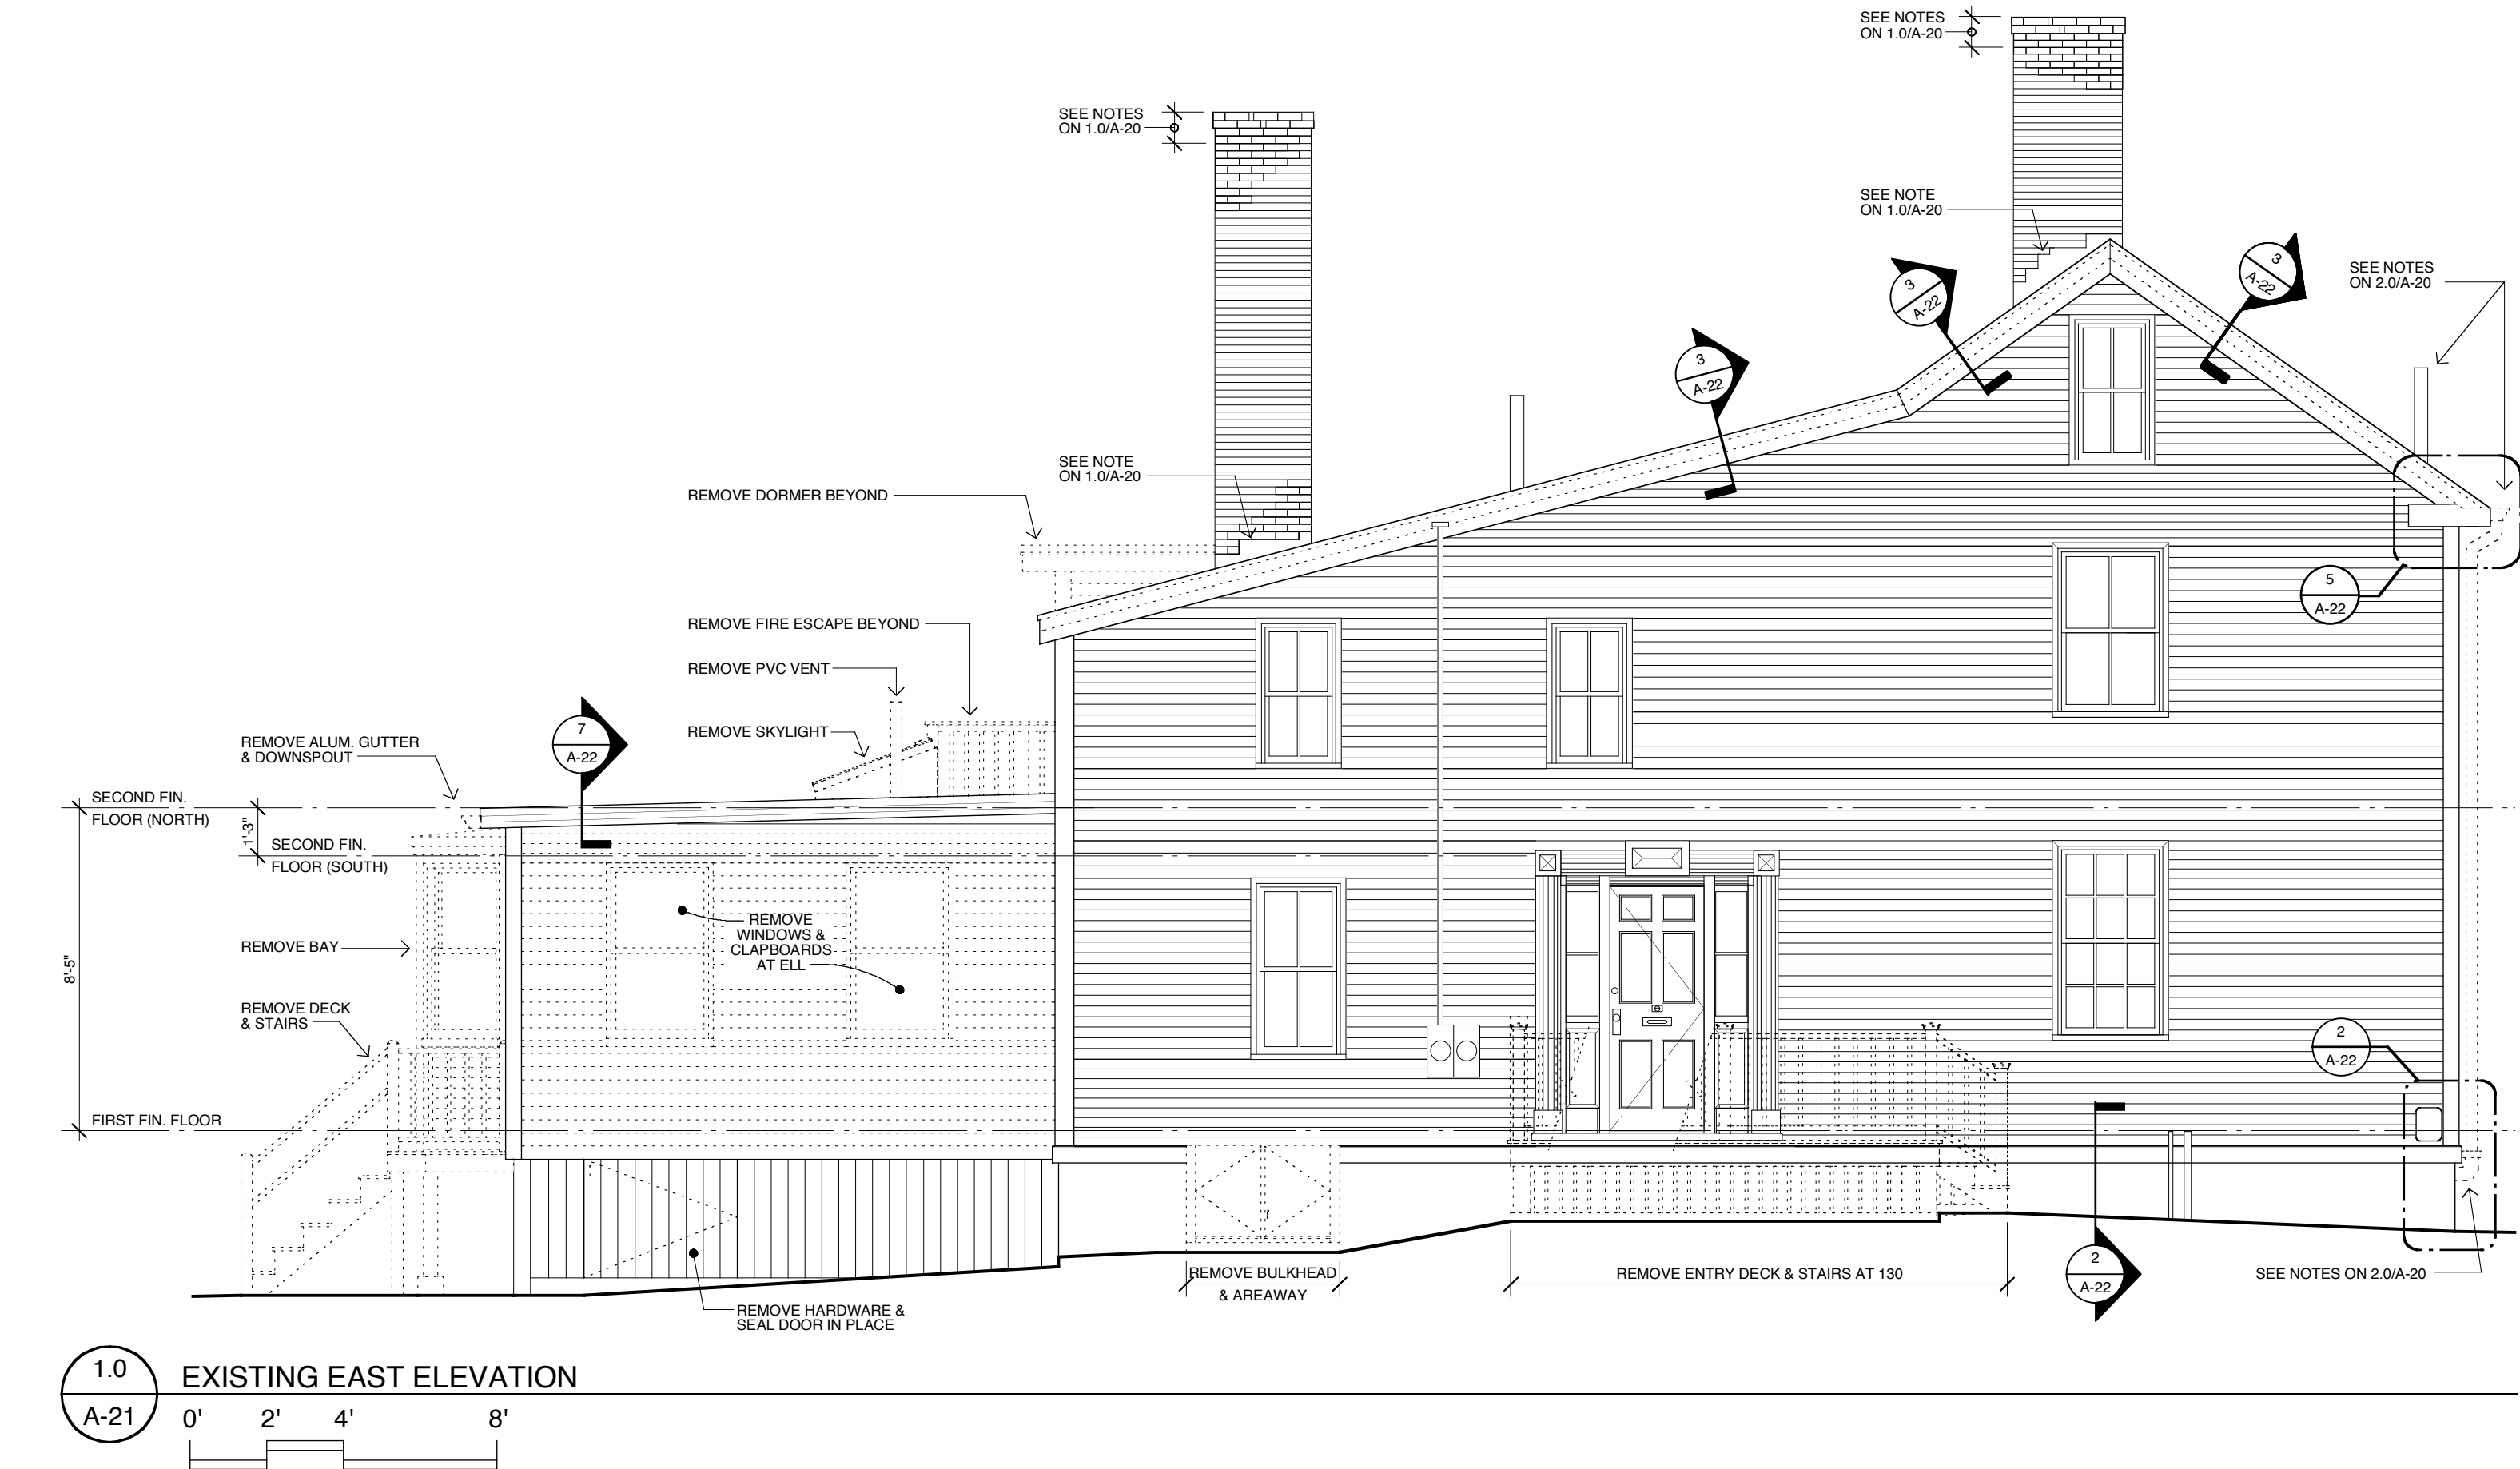 SEE NOTES
ON 1.0/A-20
SEE NOTES
ON 1.0/A-20
SEE NOTE
ON 1.0/A-20
3
A-22
3
A-22
SEE NOTES
ON 2.0/A-20
3
A-22
SEE NOTE
ON 1.0/A-20
REMOVE DORMER BEYOND
5
A-22
REMOVE FIRE ESCAPE BEYOND
REMOVE PVC VENT
REMOVE SKYLIGHT
7
A-22
REMOVE ALUM. GUTTER
& DOWNSPOUT
SECOND FIN.
FLOOR (NORTH)
1'-3"
SECOND FIN.
FLOOR (SOUTH)
REMOVE
WINDOWS &
CLAPBOARDS
AT ELL
REMOVE BAY
8'-5"
REMOVE DECK
& STAIRS
2
A-22
FIRST FIN. FLOOR
REMOVE BULKHEAD
& AREAWAY
REMOVE ENTRY DECK & STAIRS AT 130
2
A-22
SEE NOTES ON 2.0/A-20
REMOVE HARDWARE &
SEAL DOOR IN PLACE
1.0
A-21
EXISTING EAST ELEVATION
0' 2' 4' 8'